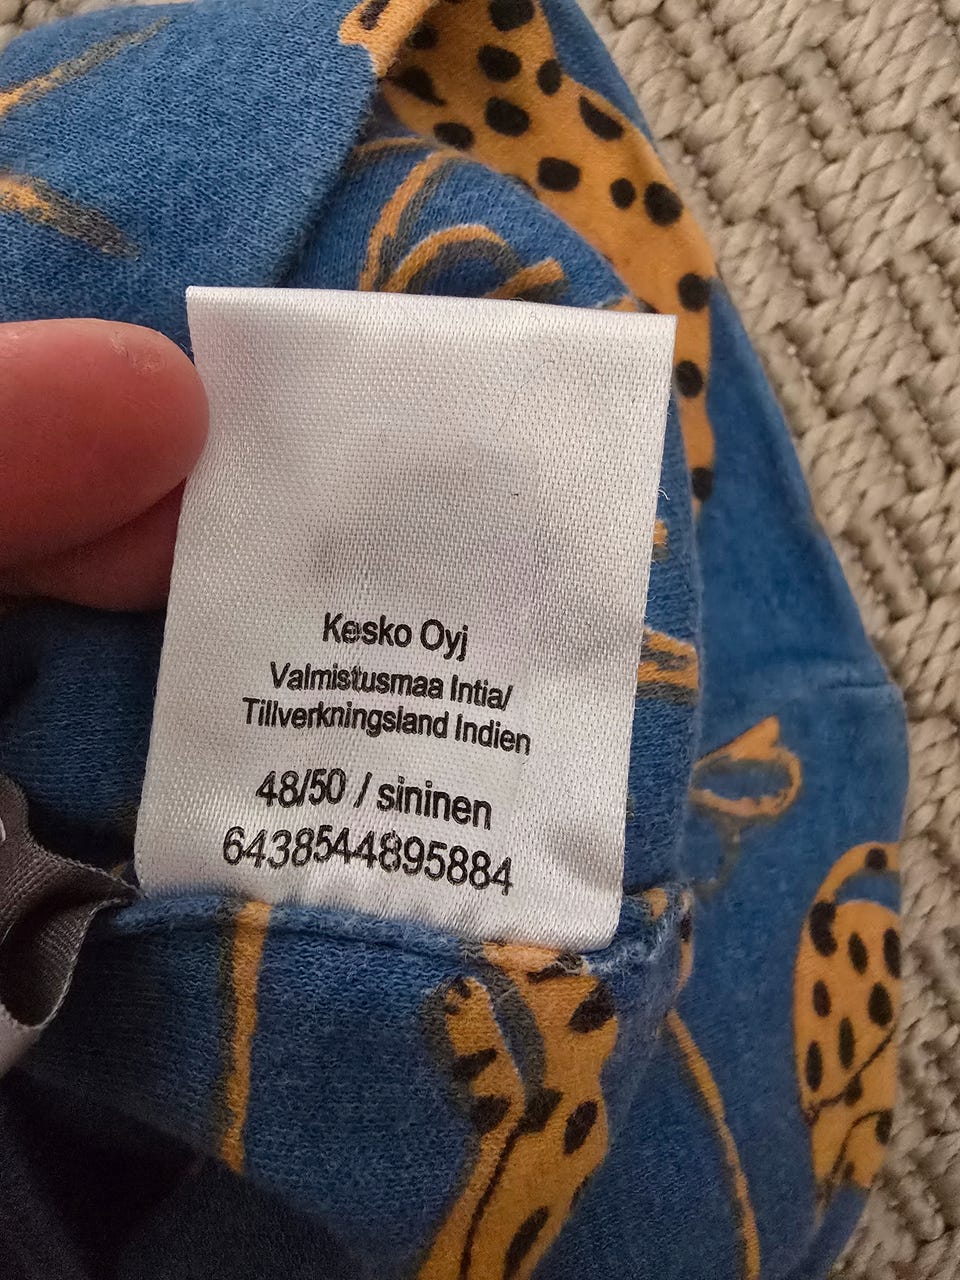 Kesko Oyj
Valmistusmaa Intia/
Tillverkningsland Indien
48/50 / sininen
6438544895884